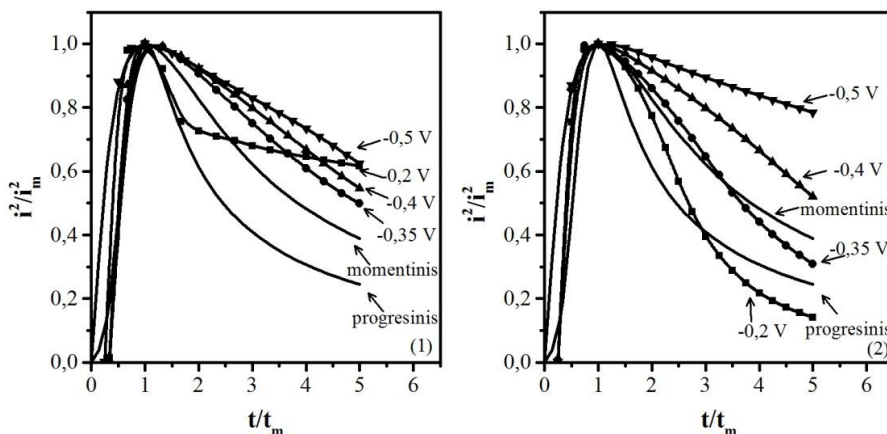 1,0
0,8
0,6
0,4
0,2
0,0
i²/i²m
-0,5 V
-0,2 V
-0,4 V
-0,35 V
momentinis
progresinis
(1)
0 1 2 3 4 5 6
t/tm
1,0
0,8
0,6
0,4
0,2
0,0
i²/i²m
-0,5 V
-0,4 V
momentinis
-0,35 V
progresinis
-0,2 V
(2)
0 1 2 3 4 5 6
t/tm